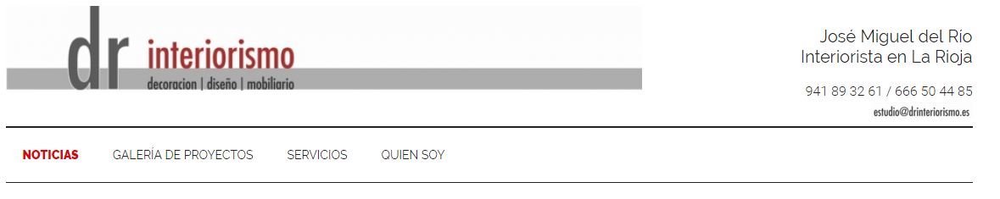 dr interiorismo
decoracion | diseño | mobiliario
José Miguel del Río
Interiorista en La Rioja
941 89 32 61 / 666 50 44 85
estudio@drinteriorismo.es
NOTICIAS GALERÍA DE PROYECTOS SERVICIOS QUIEN SOY